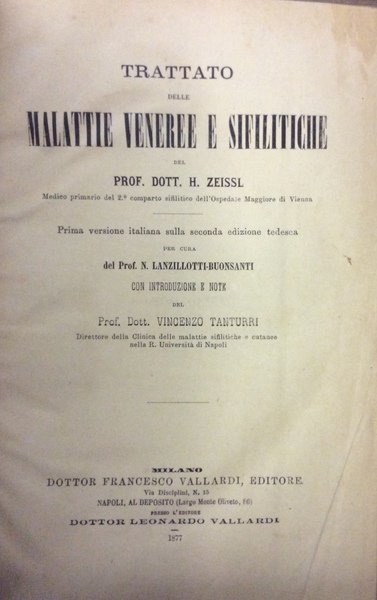 TRATTATO
DELLE
MALATTIE VENEREE E SIFILITICHE
DEL
PROF. DOTT. H. ZEISSL
Medico primario del 2.º comparto sifilitico dell'Ospedale Maggiore di Vienna
Prima versione italiana sulla seconda edizione tedesca
PER CURA
del Prof. N. LANZILLOTTI-BUONSANTI
CON INTRODUZIONE E NOTE
DEL
Prof. Dott. VINCENZO TANTURRI
Direttore della Clinica delle malattie sifilitiche e cutanee
nella R. Università di Napoli
MILANO
DOTTOR FRANCESCO VALLARDI, EDITORE
Via Disciplini, N. 15
NAPOLI, AL DEPOSITO (Largo Monte Oliveto, 86)
PRESSO L'EDITORE
DOTTOR LEONARDO VALLARDI
1877